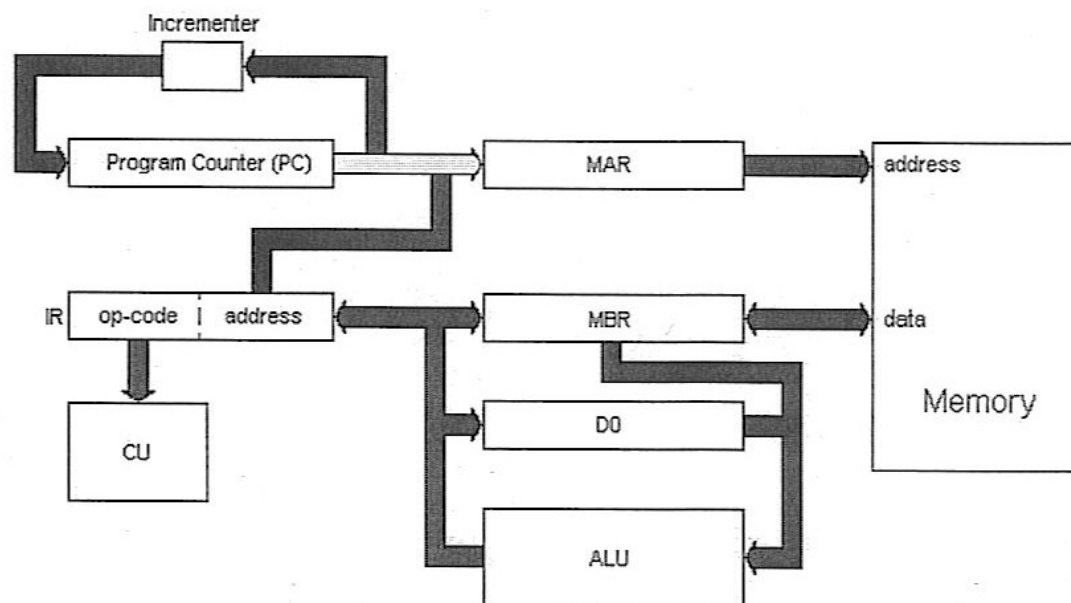 Incrementer
Program Counter (PC)
MAR
address
IR
op-code
address
MBR
data
Memory
CU
D0
ALU